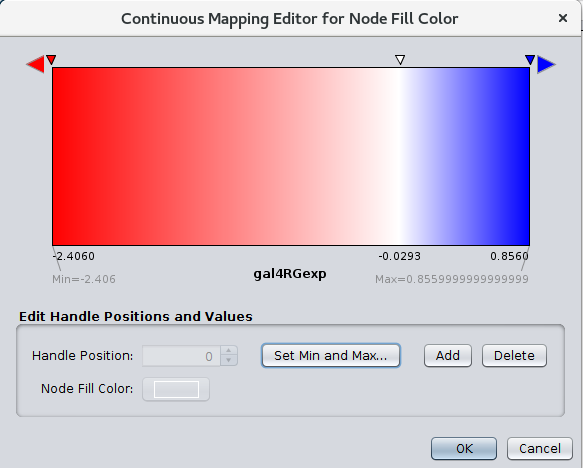 Continuous Mapping Editor for Node Fill Color ×
-2.4060 -0.0293 0.8560
Min=-2.406 gal4RGexp Max=0.8559999999999999
Edit Handle Positions and Values
Handle Position: 0 Set Min and Max... Add Delete
Node Fill Color:
OK Cancel